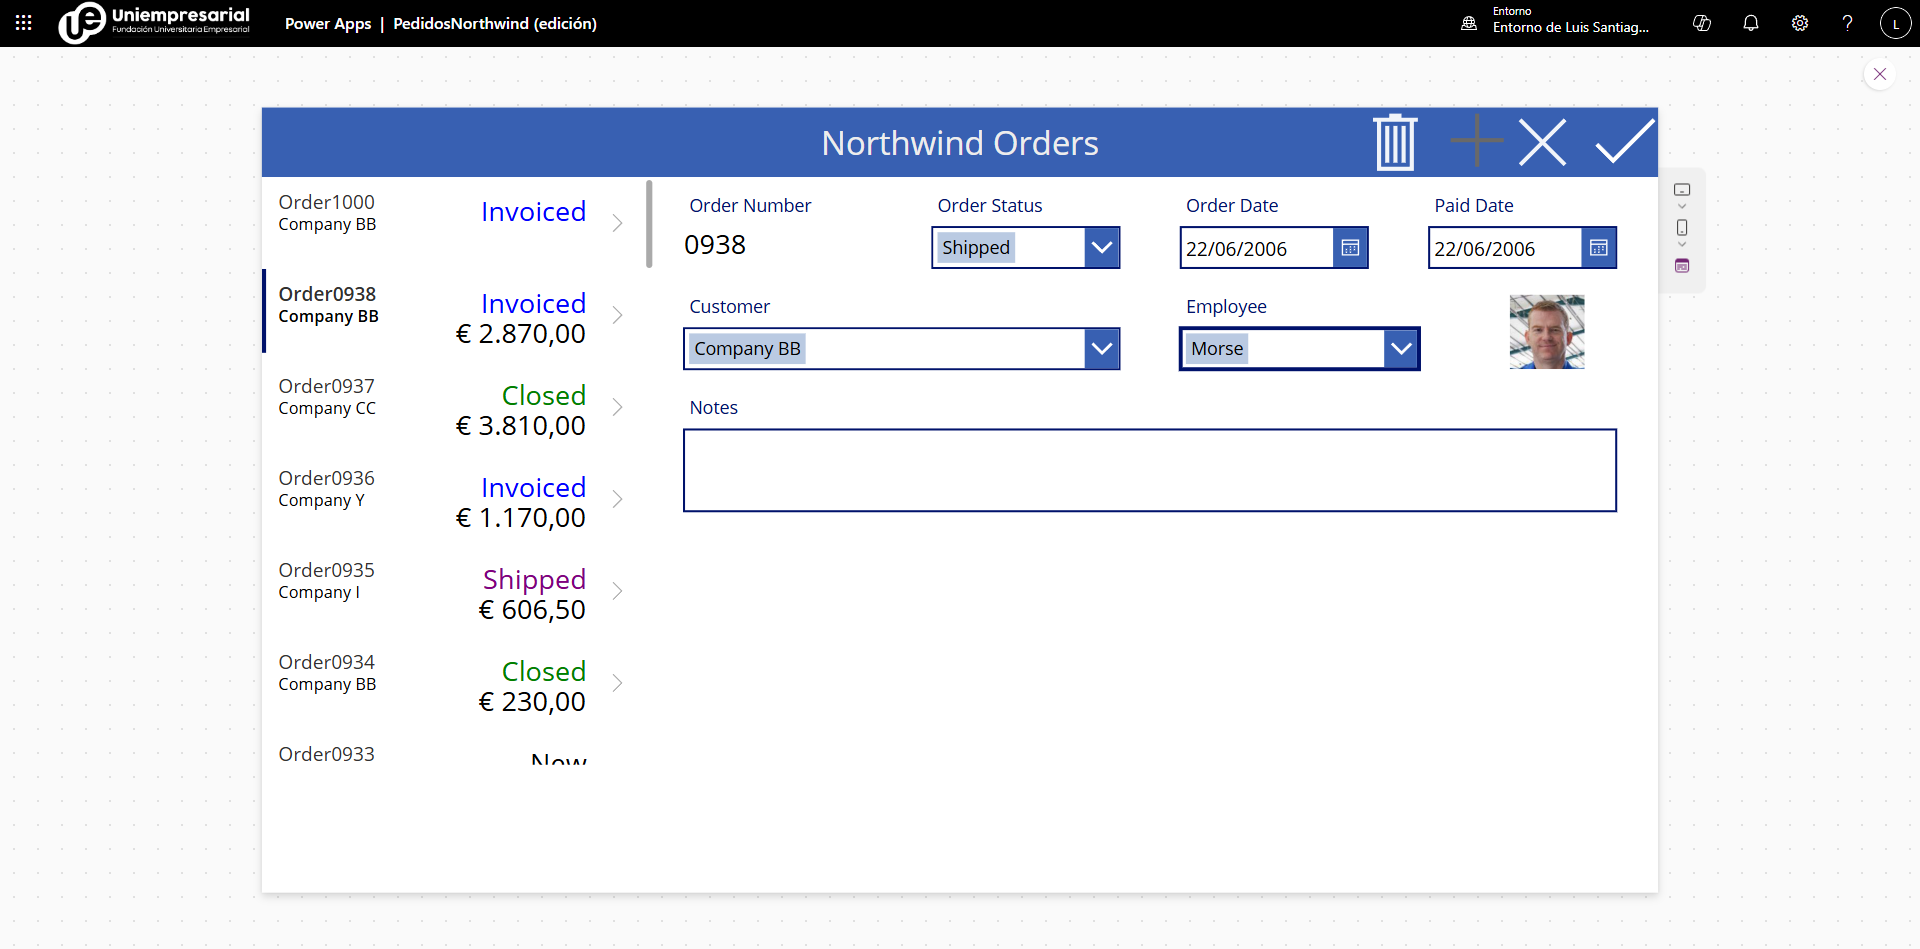 Uniempresarial
Fundación Universitaria Empresarial
Power Apps | PedidosNorthwind (edición)
Entorno
Entorno de Luis Santiag...
L
Northwind Orders
Order1000
Company BB
Invoiced
Order0938
Company BB
Invoiced
€ 2.870,00
Order0937
Company CC
Closed
€ 3.810,00
Order0936
Company Y
Invoiced
€ 1.170,00
Order0935
Company I
Shipped
€ 606,50
Order0934
Company BB
Closed
€ 230,00
Order0933
New
Order Number
0938
Order Status
Shipped
Order Date
22/06/2006
Paid Date
22/06/2006
Customer
Company BB
Employee
Morse
Notes